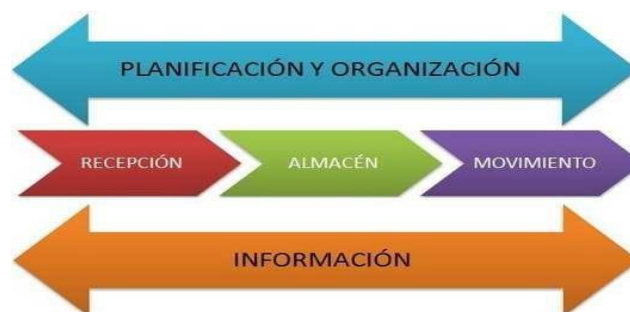 PLANIFICACIÓN Y ORGANIZACIÓN
RECEPCIÓN
ALMACÉN
MOVIMIENTO
INFORMACIÓN